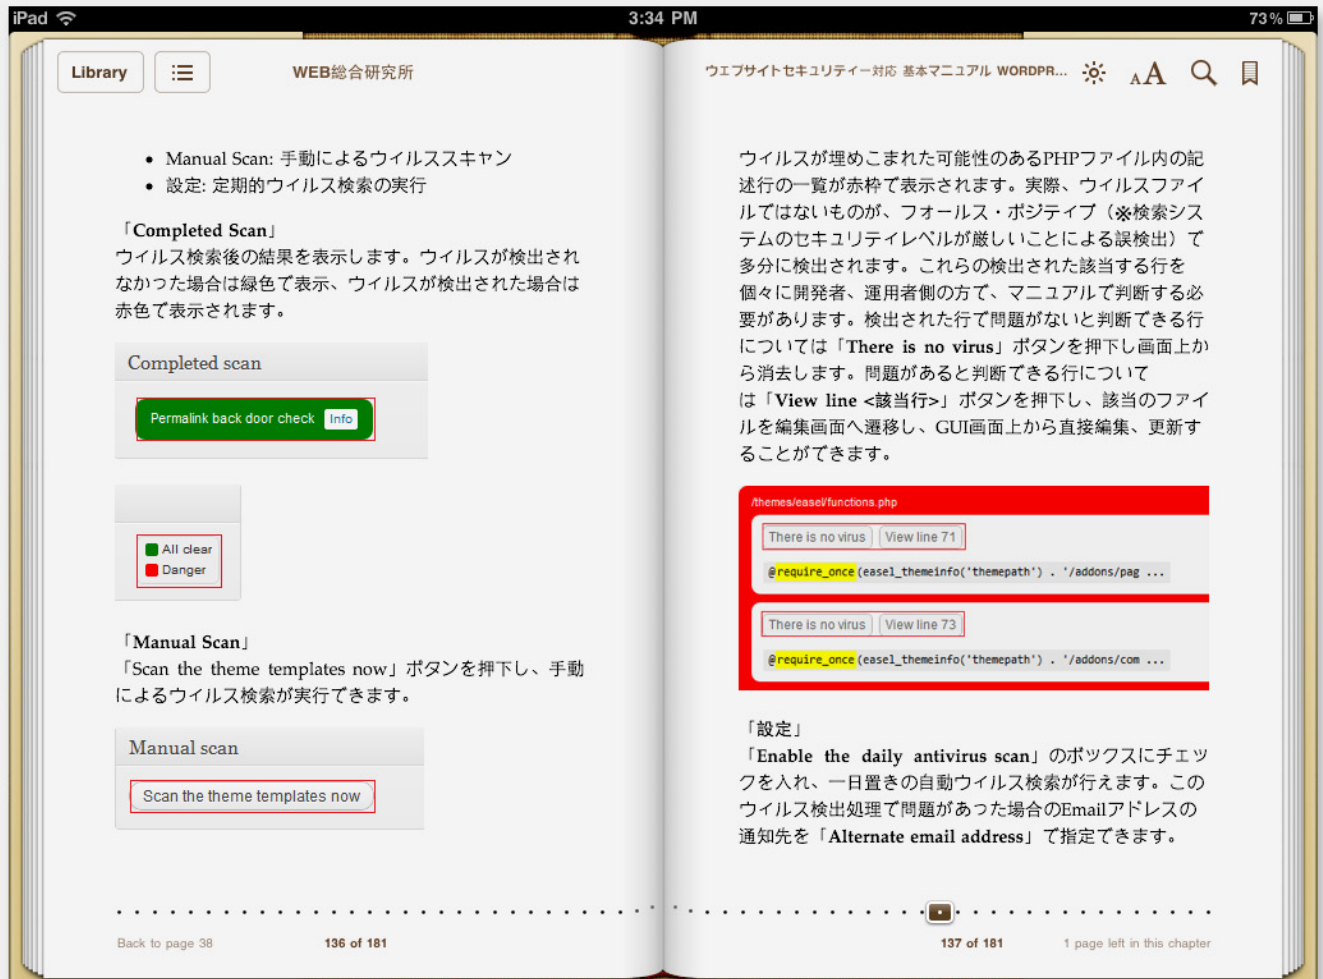 iPad
3:34 PM
73%
Library
WEB総合研究所
ウェブサイトセキュリティー対応 基本マニュアル WORDPR...
AA
• Manual Scan: 手動によるウイルススキャン
• 設定: 定期的ウイルス検索の実行
「Completed Scan」
ウイルス検索後の結果を表示します。ウイルスが検出され
なかった場合は緑色で表示、ウイルスが検出された場合は
赤色で表示されます。
Completed scan
Permalink back door check Info
All clear
Danger
「Manual Scan」
「Scan the theme templates now」ボタンを押下し、手動
によるウイルス検索が実行できます。
Manual scan
Scan the theme templates now
Back to page 38
136 of 181
ウイルスが埋めこまれた可能性のあるPHPファイル内の記
述行の一覧が赤枠で表示されます。実際、ウイルスファイ
ルではないものが、フォールス・ポジティブ（※検索シス
テムのセキュリティレベルが厳しいことによる誤検出）で
多分に検出されます。これらの検出された該当する行を
個々に開発者、運用者側の方で、マニュアルで判断する必
要があります。検出された行で問題がないと判断できる行
については「There is no virus」ボタンを押下し画面上か
ら消去します。問題があると判断できる行について
は「View line <該当行>」ボタンを押下し、該当のファイ
ルを編集画面へ遷移し、GUI画面上から直接編集、更新す
ることができます。
/themes/easel/functions.php
There is no virus View line 71
@require_once(easel_themeinfo('themepath') . '/addons/pag ...
There is no virus View line 73
@require_once(easel_themeinfo('themepath') . '/addons/com ...
「設定」
「Enable the daily antivirus scan」のボックスにチェッ
クを入れ、一日置きの自動ウイルス検索が行えます。この
ウイルス検出処理で問題があった場合のEmailアドレスの
通知先を「Alternate email address」で指定できます。
137 of 181
1 page left in this chapter